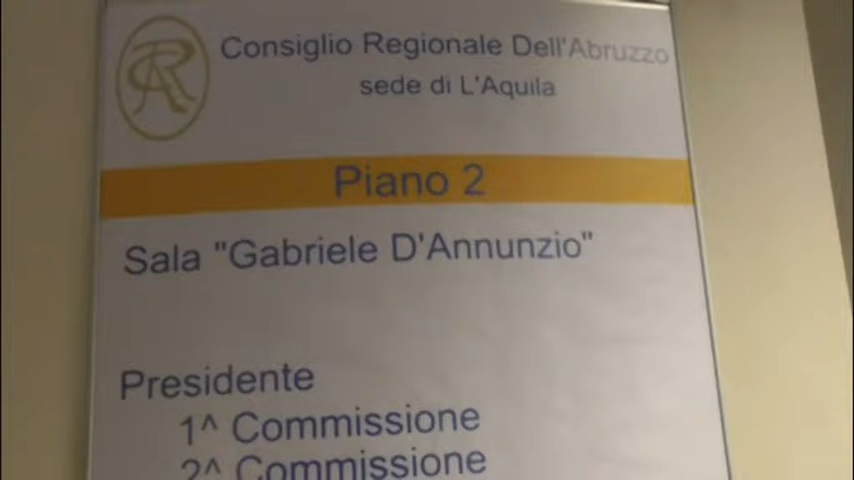 Consiglio Regionale Dell'Abruzzo
sede di L'Aquila
Piano 2
Sala "Gabriele D'Annunzio"
Presidente
1^ Commissione
2^ Commissione